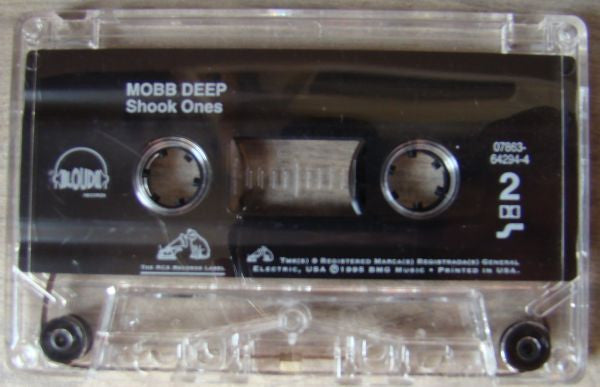 MOBB DEEP
Shook Ones
LOUD
RECORDS
07863-
64294-4
2
THE RCA RECORDS LABEL
TMK(S) ® REGISTERED MARCA(S) REGISTRADA(S) GENERAL
ELECTRIC, USA ©1995 BMG MUSIC • PRINTED IN USA.